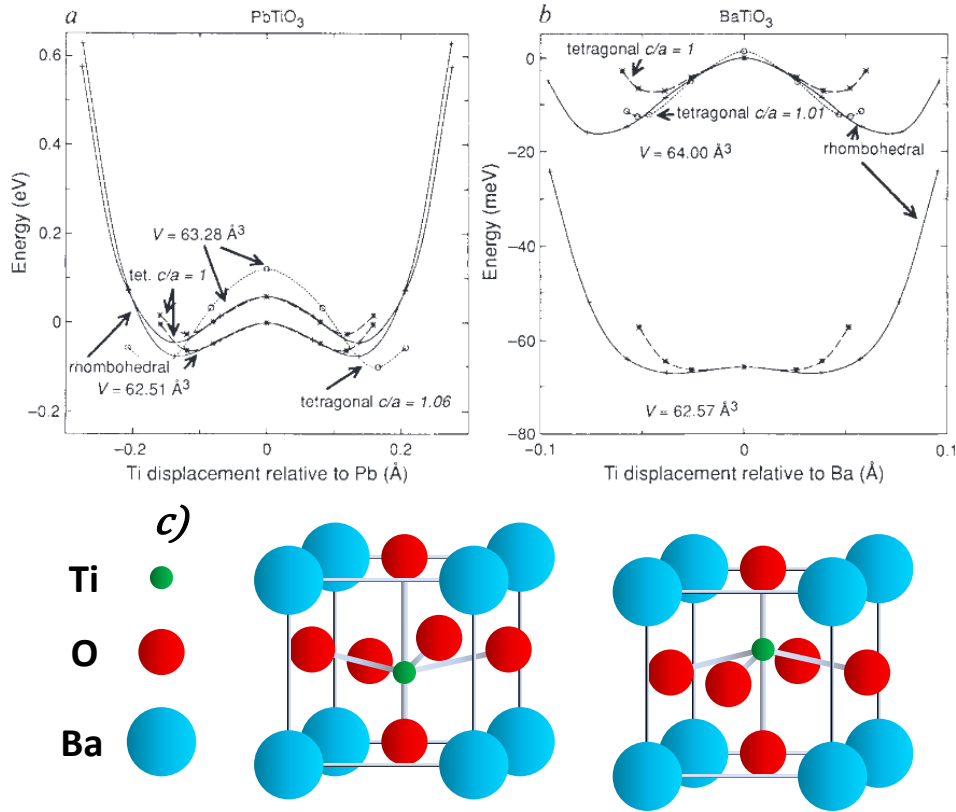 a PbTiO₃
0.6
0.4
0.2
0
−0.2
Energy (eV)
V = 63.28 Å³
tet. c/a = 1
rhombohedral
V = 62.51 Å³
tetragonal c/a = 1.06
−0.2 0 0.2
Ti displacement relative to Pb (Å)
b BaTiO₃
0
−20
−40
−60
−80
Energy (meV)
tetragonal c/a = 1
tetragonal c/a = 1.01
V = 64.00 Å³
rhombohedral
V = 62.57 Å³
−0.1 −0.05 0 0.05 0.1
Ti displacement relative to Ba (Å)
c)
Ti
O
Ba